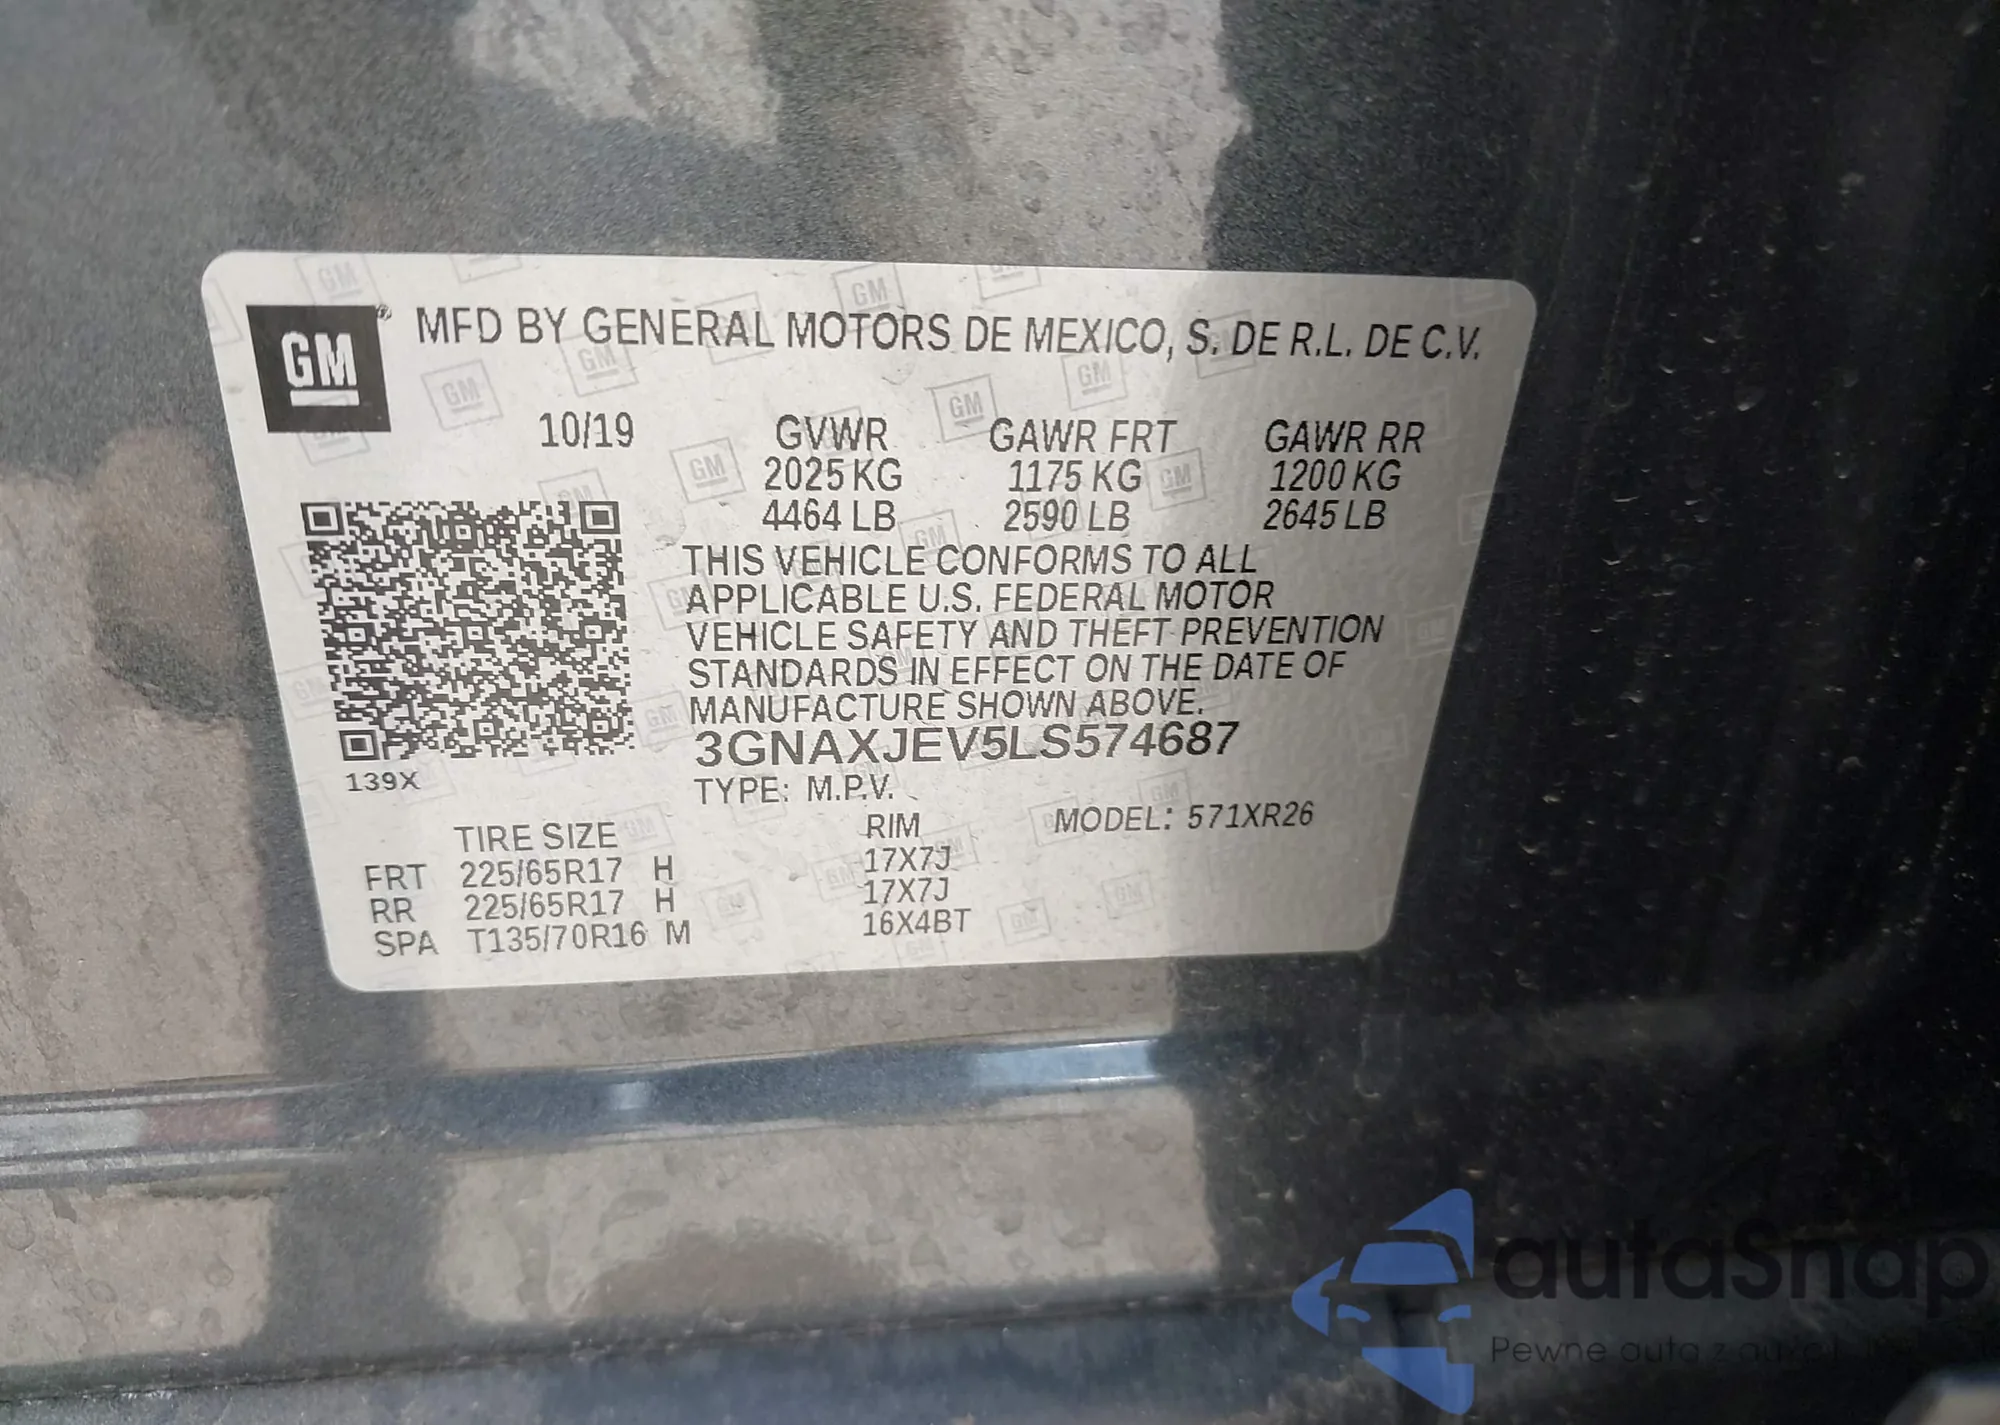 GM
MFD BY GENERAL MOTORS DE MEXICO, S. DE R.L. DE C.V.
10/19 GVWR GAWR FRT GAWR RR
2025 KG 1175 KG 1200 KG
4464 LB 2590 LB 2645 LB
THIS VEHICLE CONFORMS TO ALL
APPLICABLE U.S. FEDERAL MOTOR
VEHICLE SAFETY AND THEFT PREVENTION
STANDARDS IN EFFECT ON THE DATE OF
MANUFACTURE SHOWN ABOVE.
3GNAXJEV5LS574687
139X
TYPE: M.P.V.
TIRE SIZE RIM MODEL: 571XR26
FRT 225/65R17 H 17X7J
RR 225/65R17 H 17X7J
SPA T135/70R16 M 16X4BT
autaSnap
Pewne auta z